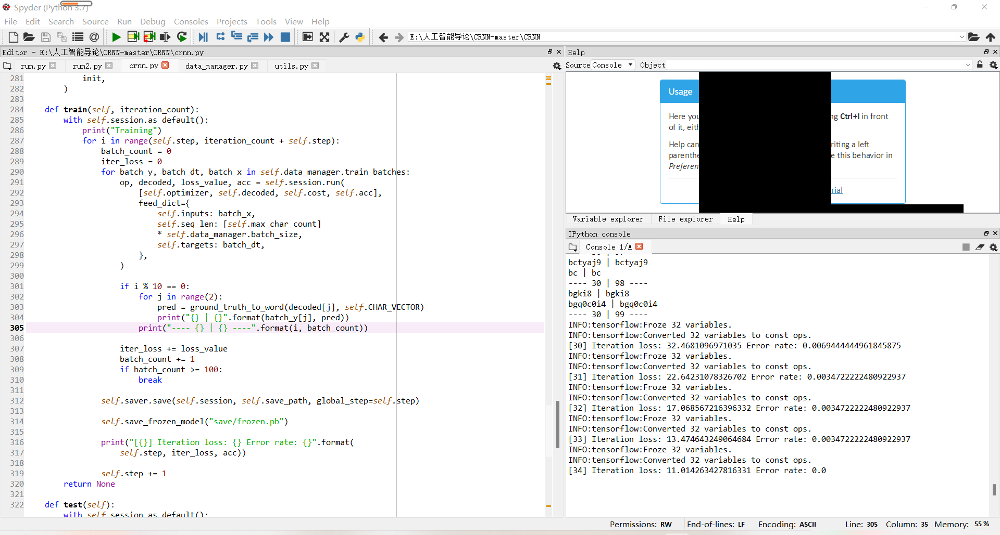 Spyder (Python 3.7)
File Edit Search Source Run Debug Consoles Projects Tools View Help
E:\人工智能导论\CRNN-master\CRNN
Editor - E:\人工智能导论\CRNN-master\CRNN\crnn.py
run.py run2.py crnn.py data_manager.py utils.py
281 init,
282 )
283
284 def train(self, iteration_count):
285 with self.session.as_default():
286 print("Training")
287 for i in range(self.step, iteration_count + self.step):
288 batch_count = 0
289 iter_loss = 0
290 for batch_y, batch_dt, batch_x in self.data_manager.train_batches:
291 op, decoded, loss_value, acc = self.session.run(
292 [self.optimizer, self.decoded, self.cost, self.acc],
293 feed_dict={
294 self.inputs: batch_x,
295 self.seq_len: [self.max_char_count]
296 * self.data_manager.batch_size,
297 self.targets: batch_dt,
298 },
299 )
300
301 if i % 10 == 0:
302 for j in range(2):
303 pred = ground_truth_to_word(decoded[j], self.CHAR_VECTOR)
304 print("{} | {}".format(batch_y[j], pred))
305 print("---- {} | {} ----".format(i, batch_count))
306
307 iter_loss += loss_value
308 batch_count += 1
309 if batch_count >= 100:
310 break
311
312 self.saver.save(self.session, self.save_path, global_step=self.step)
313
314 self.save_frozen_model("save/frozen.pb")
315
316 print("[{}] Iteration loss: {} Error rate: {}".format(
317 self.step, iter_loss, acc))
318
319 self.step += 1
320 return None
321
322 def test(self):
with self.session.as_default():
Help
Source Console Object
Usage
Here you ng Ctrl+I in front
of it, eith
Help can riting a left
parenthe e this behavior in
Preferen
rial
Variable explorer File explorer Help
IPython console
Console 1/A
bctyaj9 | bctyaj9
bc | bc
---- 30 | 98 ----
bgki8 | bgki8
bgq0c0i4 | bgq0c0i4
---- 30 | 99 ----
INFO:tensorflow:Froze 32 variables.
INFO:tensorflow:Converted 32 variables to const ops.
[30] Iteration loss: 32.4681096971035 Error rate: 0.0069444444961845875
INFO:tensorflow:Froze 32 variables.
INFO:tensorflow:Converted 32 variables to const ops.
[31] Iteration loss: 22.64231078326702 Error rate: 0.0034722222480922937
INFO:tensorflow:Froze 32 variables.
INFO:tensorflow:Converted 32 variables to const ops.
[32] Iteration loss: 17.068567216396332 Error rate: 0.0034722222480922937
INFO:tensorflow:Froze 32 variables.
INFO:tensorflow:Converted 32 variables to const ops.
[33] Iteration loss: 13.474643249064684 Error rate: 0.0034722222480922937
INFO:tensorflow:Froze 32 variables.
INFO:tensorflow:Converted 32 variables to const ops.
[34] Iteration loss: 11.014263427816331 Error rate: 0.0
Permissions: RW End-of-lines: LF Encoding: ASCII Line: 305 Column: 35 Memory: 55 %